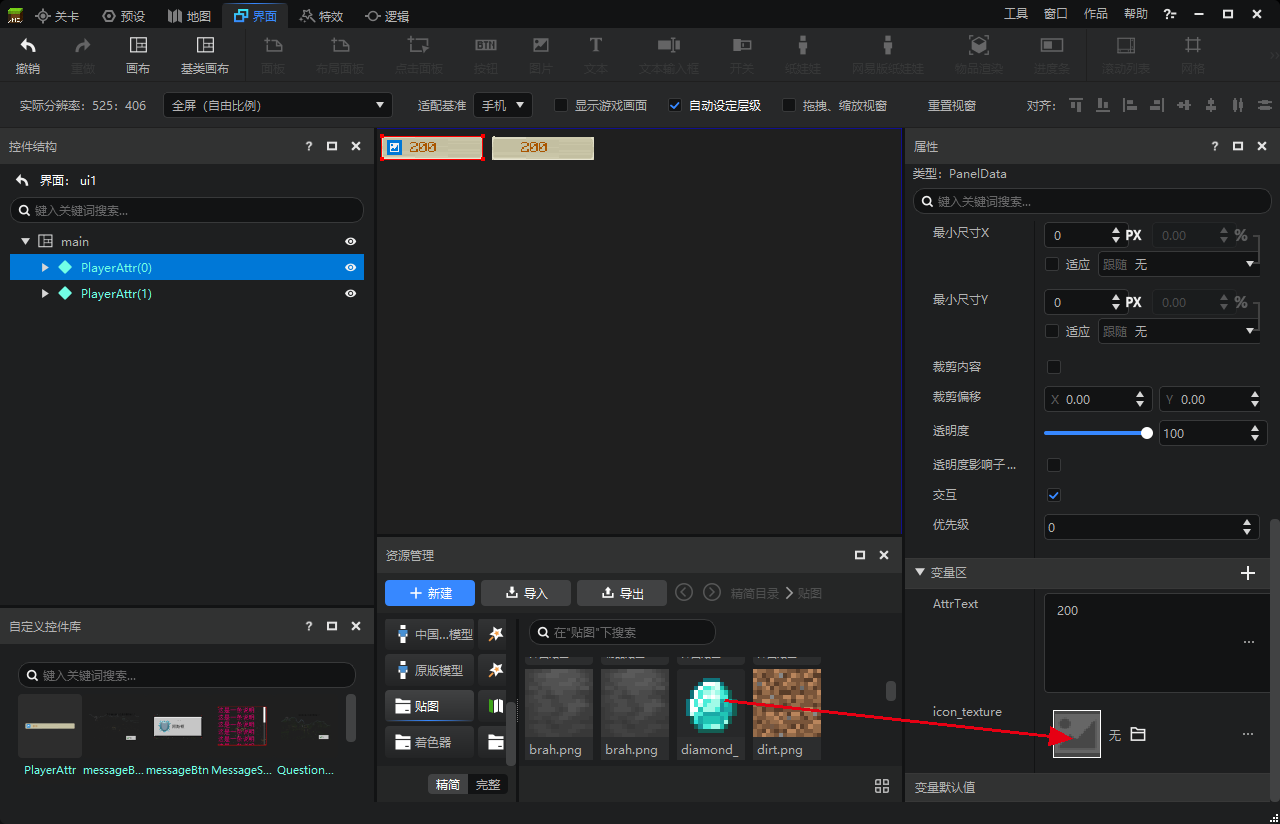 关卡 预设 地图 界面 特效 逻辑 工具 窗口 作品 帮助
撤销 重做 画布 基类画布 面板 布局面板 点击面板 按钮 图片 文本 文本输入框 开关 纸娃娃 网易版纸娃娃 物品渲染 进度条 滚动列表 网格
实际分辨率: 525: 406 全屏 (自由比例) 适配基准 手机 显示游戏画面 自动设定层级 拖拽、缩放视窗 重置视窗 对齐:
控件结构 ?
界面: ui1
键入关键词搜索...
main
PlayerAttr(0)
PlayerAttr(1)
200 200
自定义控件库 ?
键入关键词搜索...
PlayerAttr messageB... messageBtn MessageS... Question...
资源管理
新建 导入 导出 精简目录 贴图
中国...模型
原版模型
贴图
着色器
精简 完整
在"贴图"下搜索
brah.png brah.png diamond_ dirt.png
属性 ?
类型: PanelData
键入关键词搜索...
最小尺寸X 0 PX 0.00 %
适应 跟随 无
最小尺寸Y 0 PX 0.00 %
适应 跟随 无
裁剪内容
裁剪偏移 X 0.00 Y 0.00
透明度 100
透明度影响子...
交互
优先级 0
变量区
AttrText 200 ...
icon_texture 无 ...
变量默认值